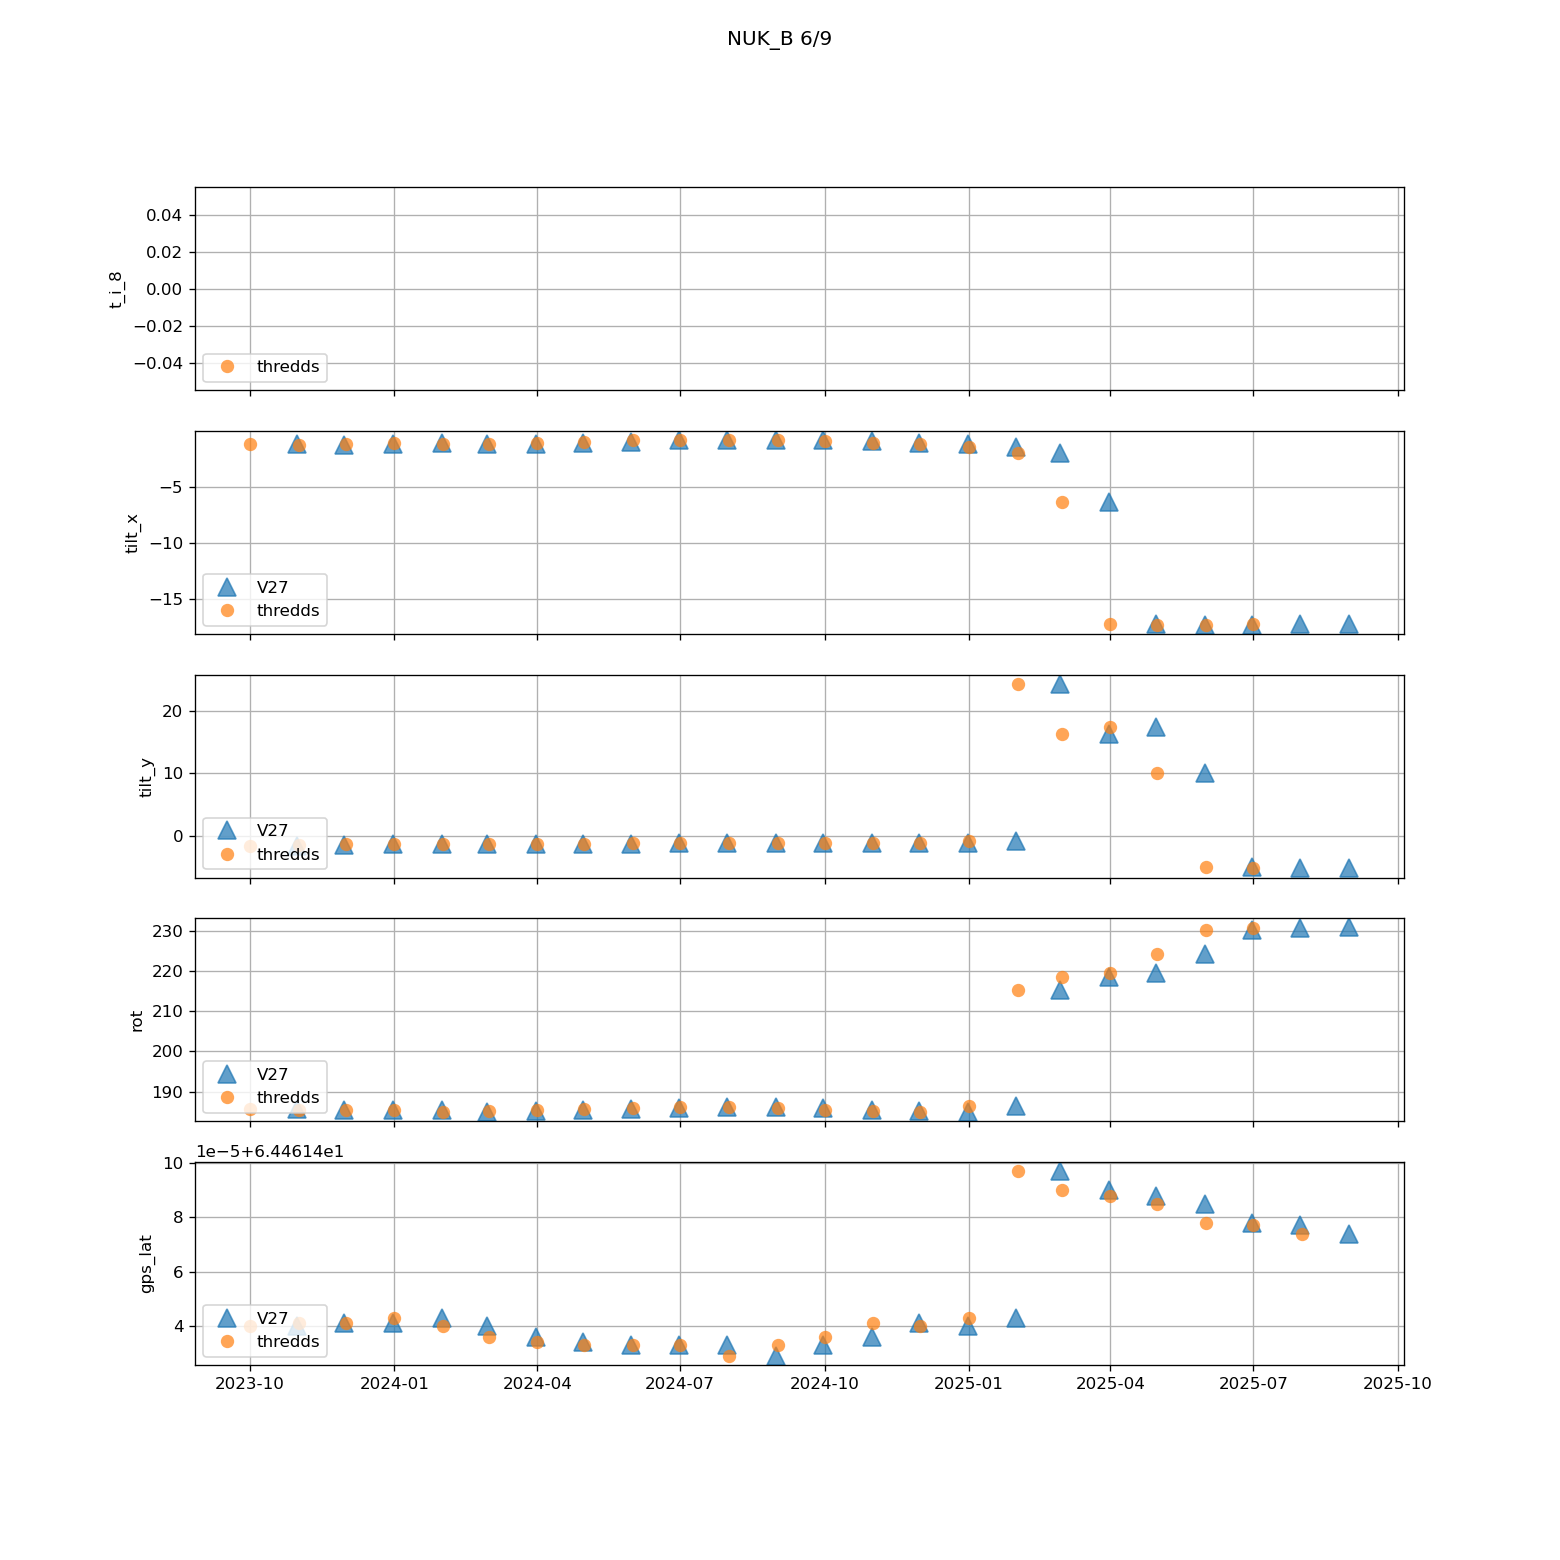 NUK_B 6/9
t_i_8
0.04
0.02
0.00
−0.02
−0.04
thredds
tilt_x
−5
−10
−15
V27
thredds
tilt_y
20
10
0
V27
thredds
rot
230
220
210
200
190
V27
thredds
1e−5+6.44614e1
gps_lat
10
8
6
4
V27
thredds
2023-10 2024-01 2024-04 2024-07 2024-10 2025-01 2025-04 2025-07 2025-10